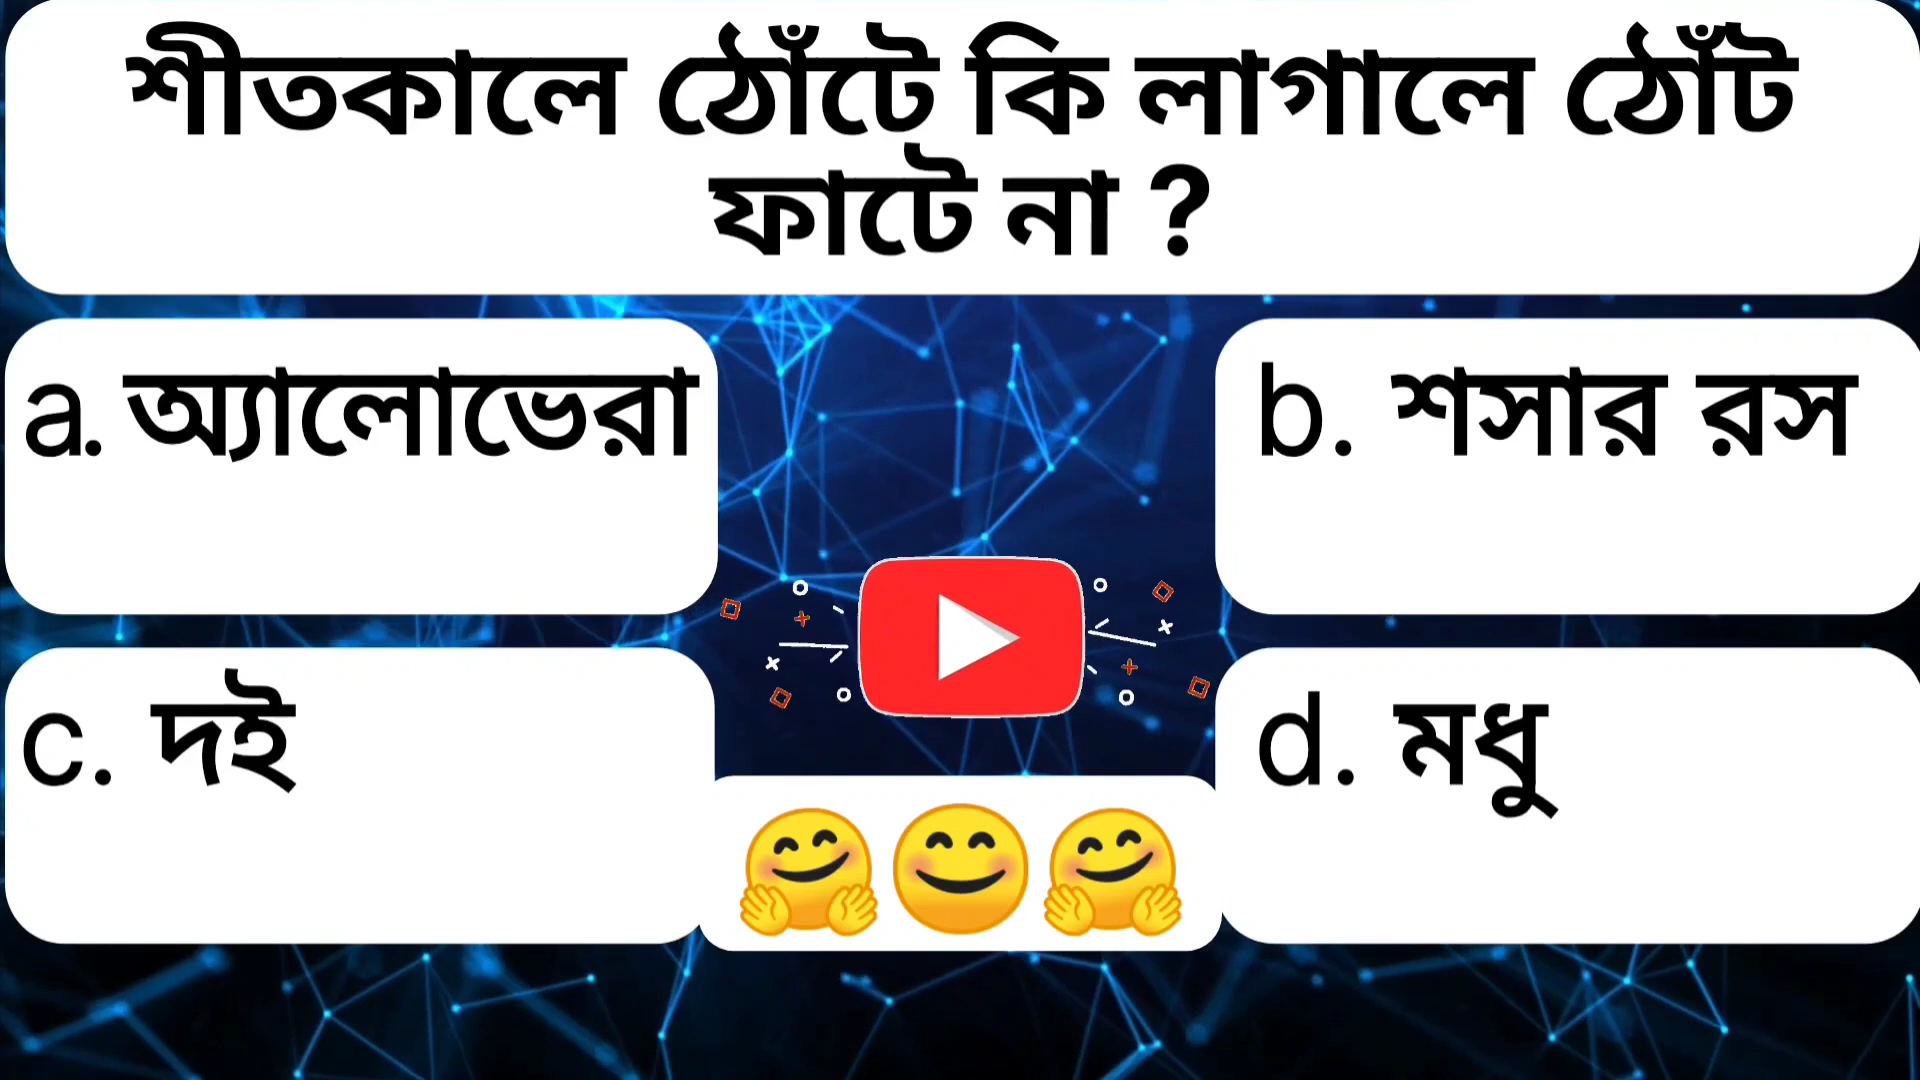 শীতকালে ঠোঁটে কি লাগালে ঠোঁট
ফাটে না ?
a. অ্যালোভেরা
b. শসার রস
c. দই
d. মধু